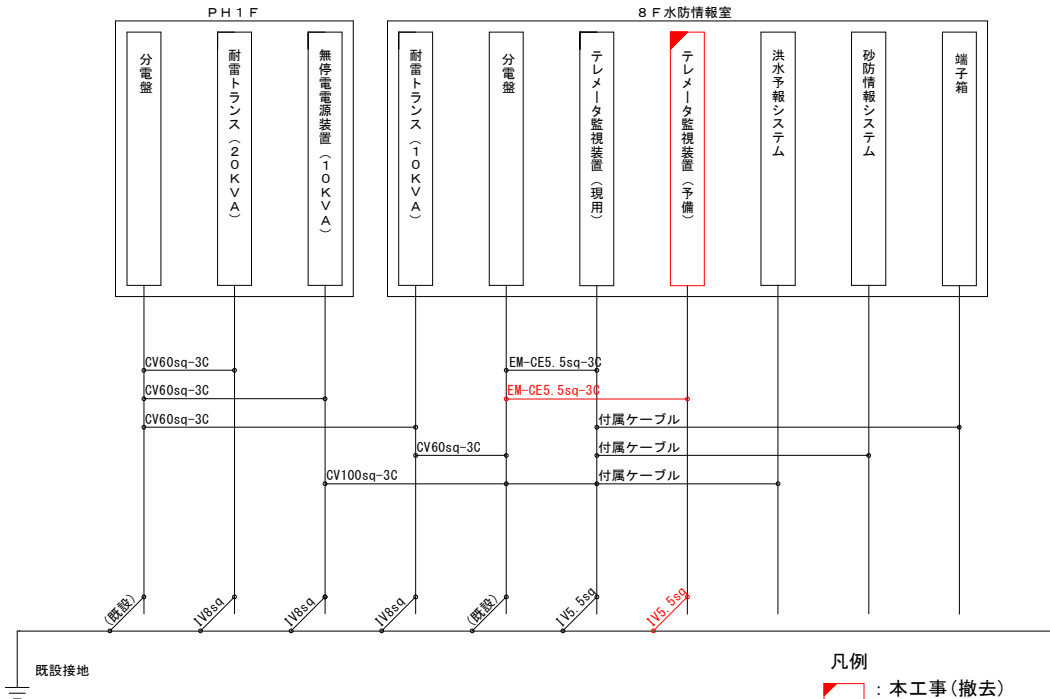 ＰＨ１Ｆ
８Ｆ水防情報室
分電盤
耐雷トランス（２０ＫＶＡ）
無停電電源装置（１０ＫＶＡ）
耐雷トランス（１０ＫＶＡ）
分電盤
テレメータ監視装置（現用）
テレメータ監視装置（予備）
洪水予報システム
砂防情報システム
端子箱
CV60sq-3C
EM-CE5.5sq-3C
CV60sq-3C
EM-CE5.5sq-3C
CV60sq-3C
付属ケーブル
CV60sq-3C
付属ケーブル
CV100sq-3C
付属ケーブル
(既設)
IV8sq
IV8sq
IV8sq
(既設)
IV5.5sq
IV5.5sq
既設接地
凡例
：本工事(撤去)